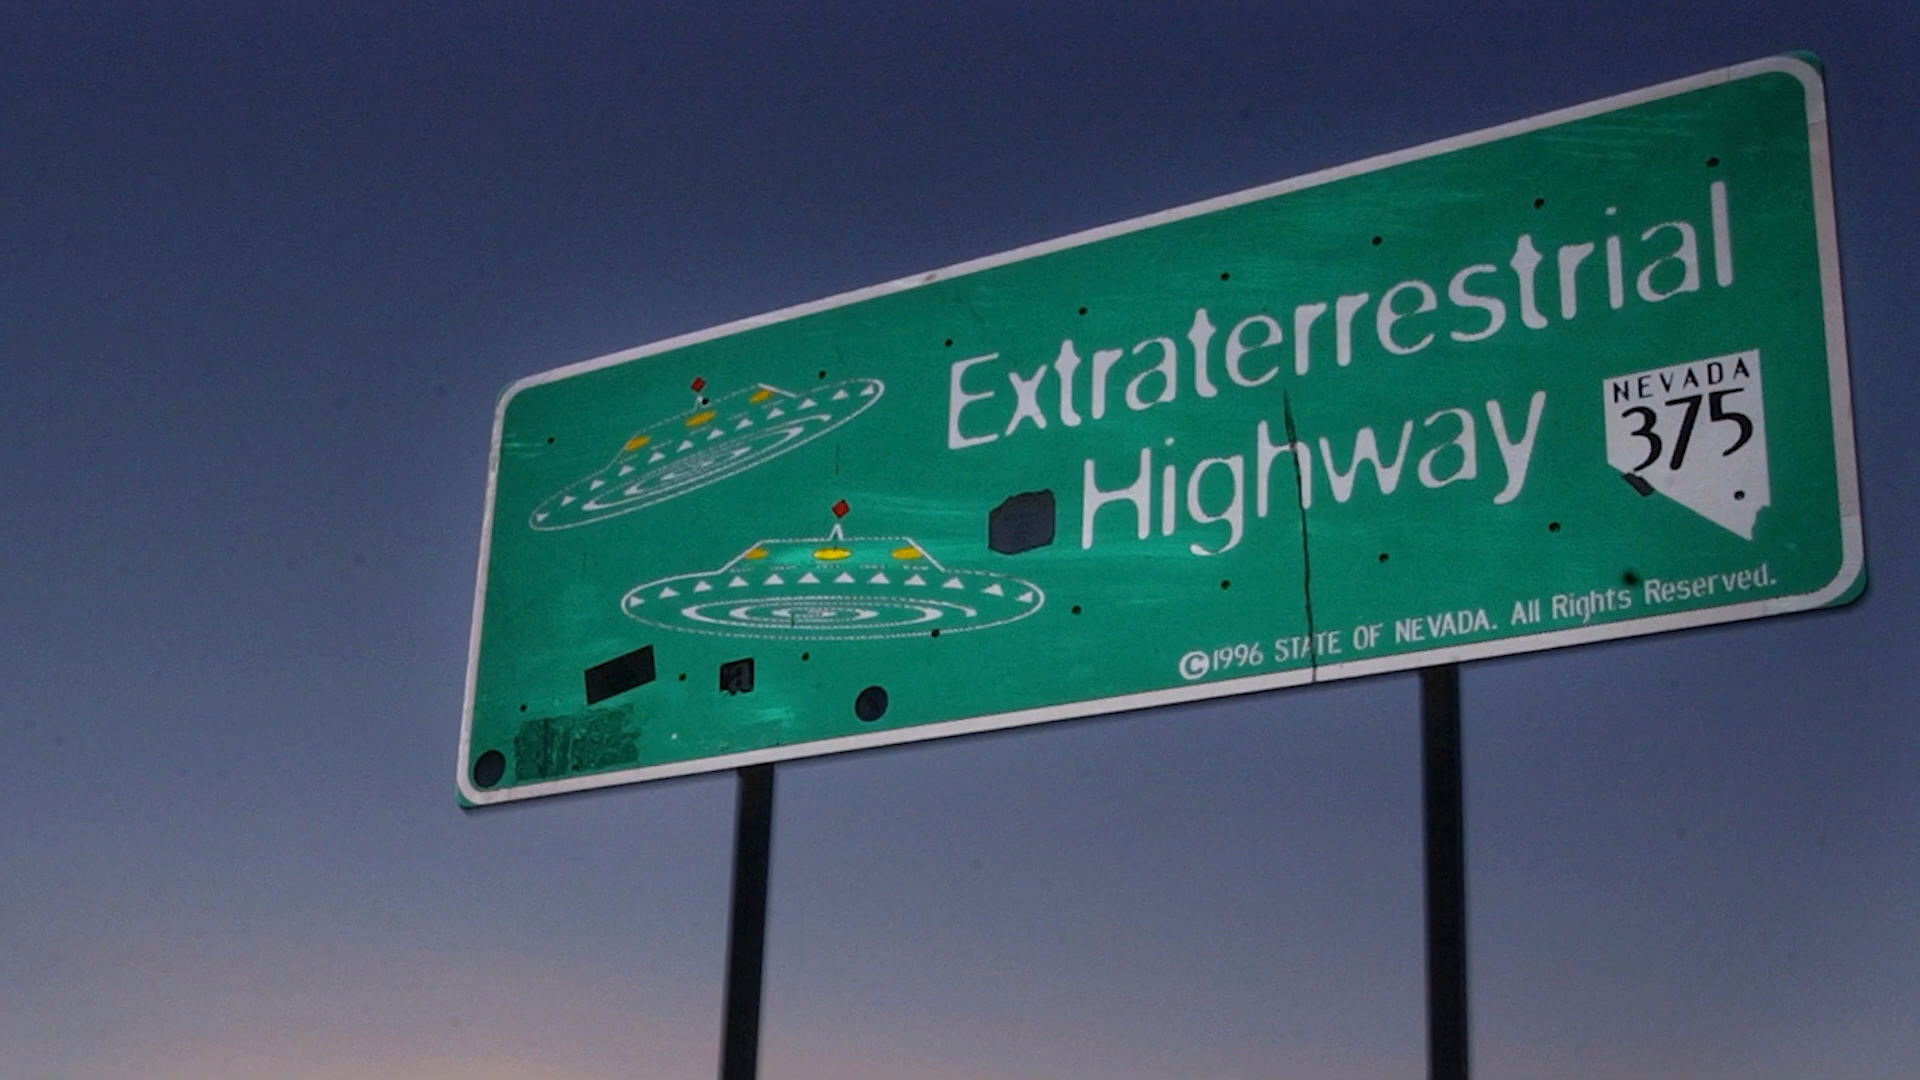 Extraterrestrial
Highway
NEVADA
375
©1996 STATE OF NEVADA. All Rights Reserved.
a